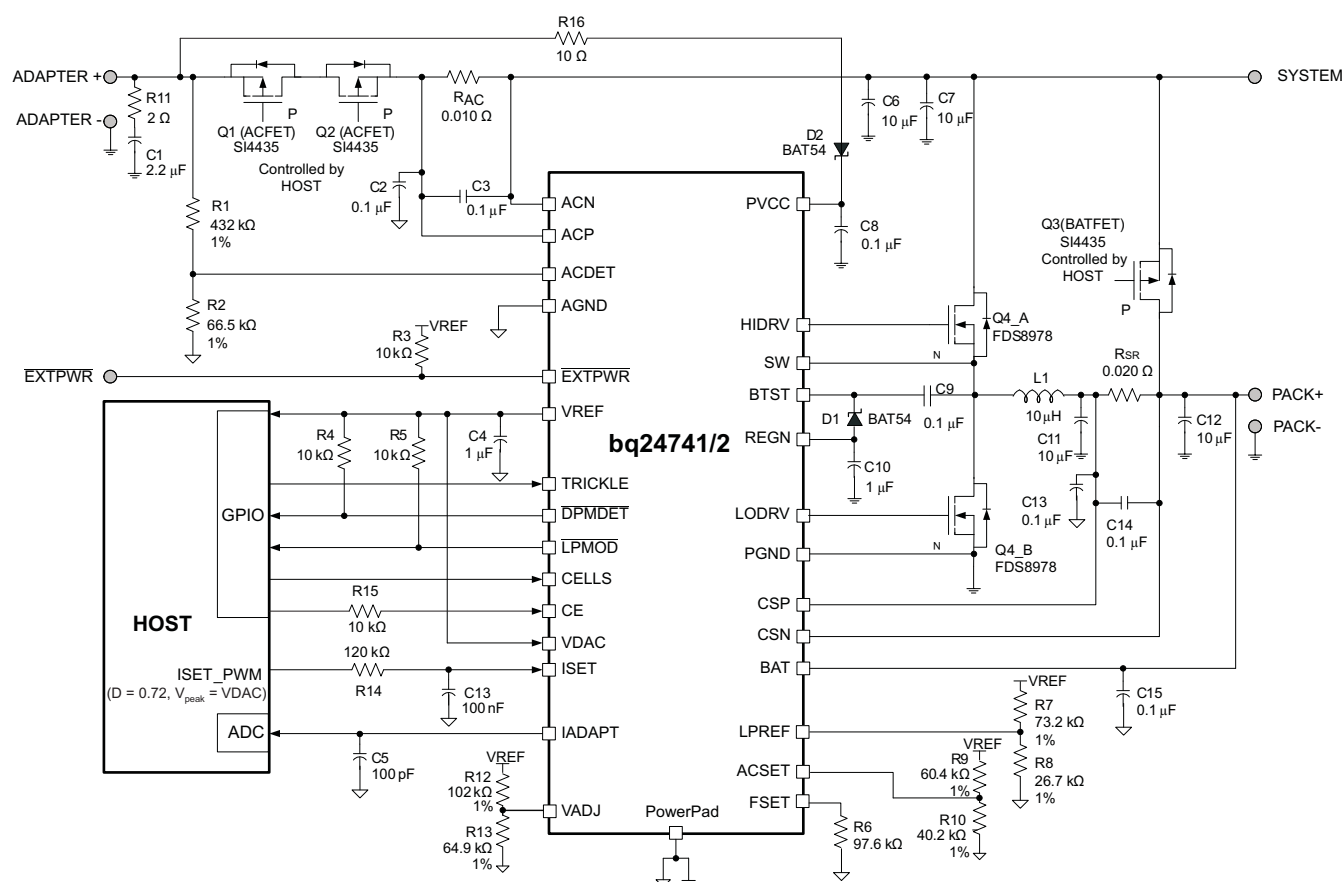 R16
10 Ω
ADAPTER +
ADAPTER -
R11
2 Ω
C1
2.2 µF
P
Q1 (ACFET)
SI4435
P
Q2 (ACFET)
SI4435
Controlled by
HOST
RAC
0.010 Ω
C6
10 µF
C7
10 µF
SYSTEM
D2
BAT54
R1
432 kΩ
1%
C2
0.1 µF
C3
0.1 µF
R2
66.5 kΩ
1%
C8
0.1 µF
Q3(BATFET)
SI4435
Controlled by
HOST
P
VREF
R3
10 kΩ
EXTPWR
bq24741/2
ACN
ACP
ACDET
AGND
EXTPWR
VREF
TRICKLE
DPMDET
LPMOD
CELLS
CE
VDAC
ISET
IADAPT
VADJ
PowerPad
PVCC
HIDRV
SW
BTST
REGN
LODRV
PGND
CSP
CSN
BAT
LPREF
ACSET
FSET
N
Q4_A
FDS8978
RSR
0.020 Ω
C9
0.1 µF
L1
10 µH
D1
BAT54
C10
1 µF
C11
10 µF
C12
10 µF
PACK+
PACK-
C13
0.1 µF
C14
0.1 µF
N
Q4_B
FDS8978
C15
0.1 µF
R4
10 kΩ
R5
10 kΩ
C4
1 µF
GPIO
HOST
R15
10 kΩ
120 kΩ
R14
ISET_PWM
(D = 0.72, Vpeak = VDAC)
C13
100 nF
ADC
C5
100 pF
VREF
R12
102 kΩ
1%
R13
64.9 kΩ
1%
VREF
R7
73.2 kΩ
1%
R8
26.7 kΩ
1%
VREF
R9
60.4 kΩ
1%
R10
40.2 kΩ
1%
R6
97.6 kΩ